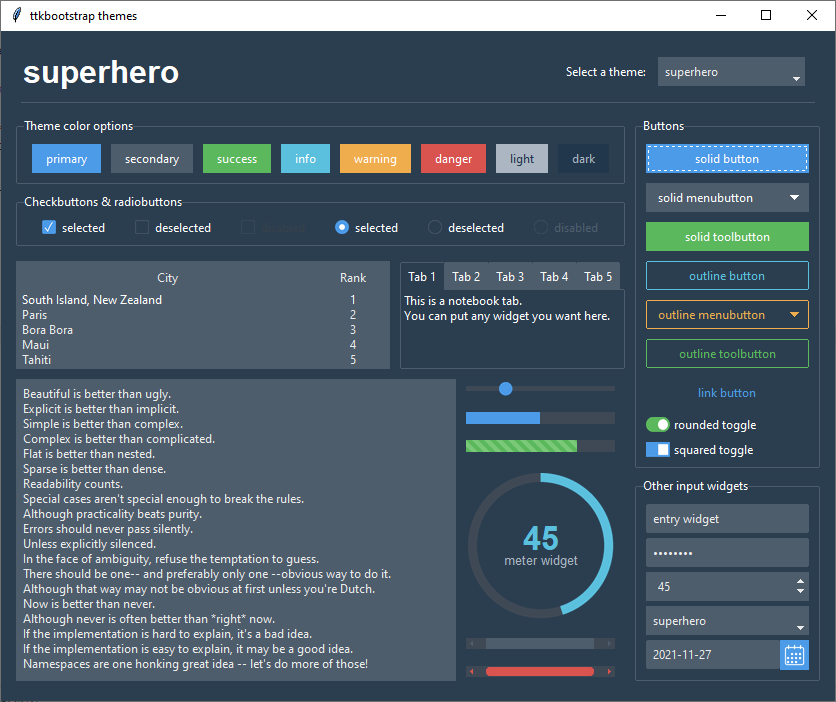 ttkbootstrap themes
superhero
Select a theme: superhero
Theme color options
primary secondary success info warning danger light dark
Checkbuttons & radiobuttons
selected deselected disabled selected deselected disabled
City Rank
South Island, New Zealand 1
Paris 2
Bora Bora 3
Maui 4
Tahiti 5
Tab 1 Tab 2 Tab 3 Tab 4 Tab 5
This is a notebook tab.
You can put any widget you want here.
Beautiful is better than ugly.
Explicit is better than implicit.
Simple is better than complex.
Complex is better than complicated.
Flat is better than nested.
Sparse is better than dense.
Readability counts.
Special cases aren't special enough to break the rules.
Although practicality beats purity.
Errors should never pass silently.
Unless explicitly silenced.
In the face of ambiguity, refuse the temptation to guess.
There should be one-- and preferably only one --obvious way to do it.
Although that way may not be obvious at first unless you're Dutch.
Now is better than never.
Although never is often better than *right* now.
If the implementation is hard to explain, it's a bad idea.
If the implementation is easy to explain, it may be a good idea.
Namespaces are one honking great idea -- let's do more of those!
45
meter widget
Buttons
solid button
solid menubutton
solid toolbutton
outline button
outline menubutton
outline toolbutton
link button
rounded toggle
squared toggle
Other input widgets
entry widget
••••••••
45
superhero
2021-11-27